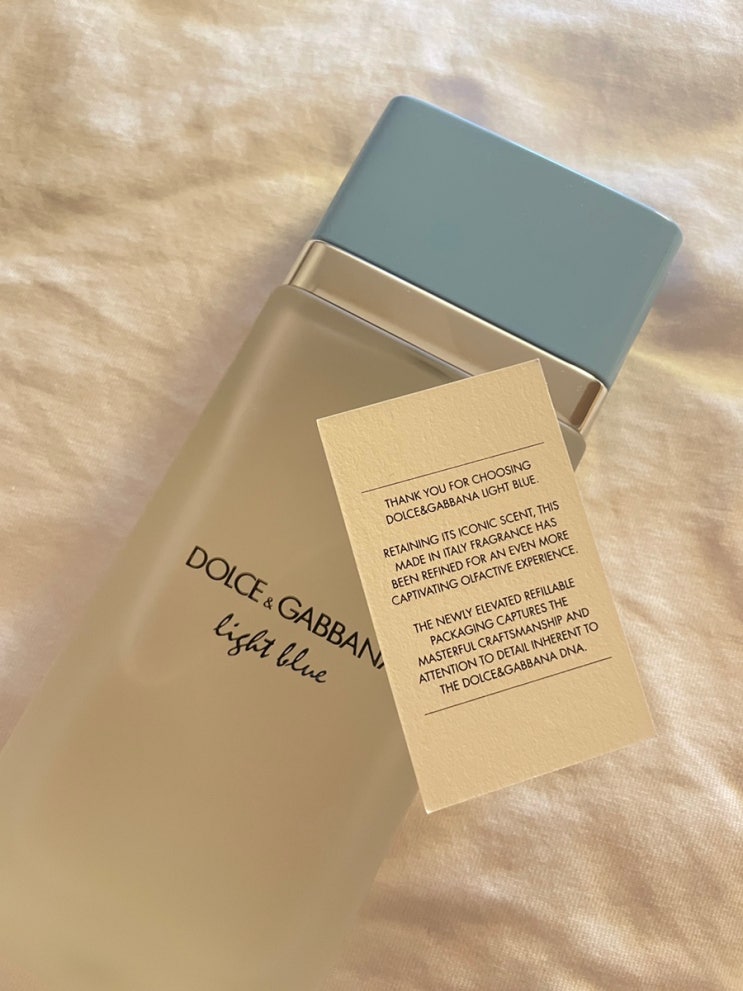 DOLCE & GABBANA
light blue
THANK YOU FOR CHOOSING
DOLCE&GABBANA LIGHT BLUE.
RETAINING ITS ICONIC SCENT, THIS
MADE IN ITALY FRAGRANCE HAS
BEEN REFINED FOR AN EVEN MORE
CAPTIVATING OLFACTIVE EXPERIENCE.
THE NEWLY ELEVATED REFILLABLE
PACKAGING CAPTURES THE
MASTERFUL CRAFTSMANSHIP AND
ATTENTION TO DETAIL INHERENT TO
THE DOLCE&GABBANA DNA.